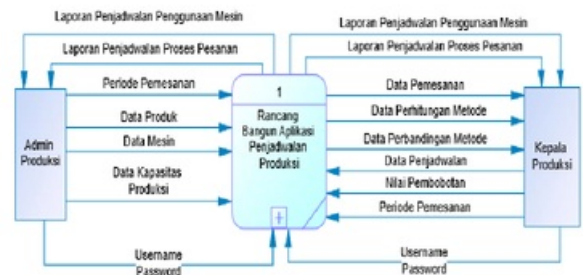 Laporan Penjadwalan Penggunaan Mesin
Laporan Penjadwalan Proses Pesanan
Periode Pemesanan
Data Produk
Data Mesin
Data Kapasitas
Produksi
Admin
Produksi
Username
Password
1
Rancang
Bangun Aplikasi
Penjadwalan
Produksi
Laporan Penjadwalan Penggunaan Mesin
Laporan Penjadwalan Proses Pesanan
Data Pemesanan
Data Perhitungan Metode
Data Perbandingan Metode
Data Penjadwalan
Nilai Pembobotan
Periode Pemesanan
Kepala
Produksi
Username
Password